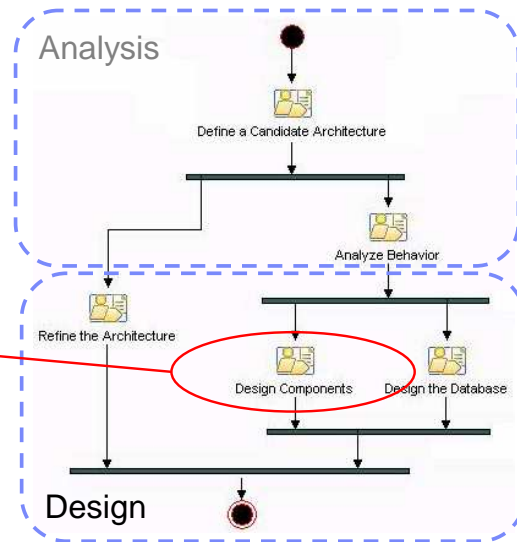 Analysis
Define a Candidate Architecture
Analyze Behavior
Refine the Architecture
Design Components
Design the Database
Design